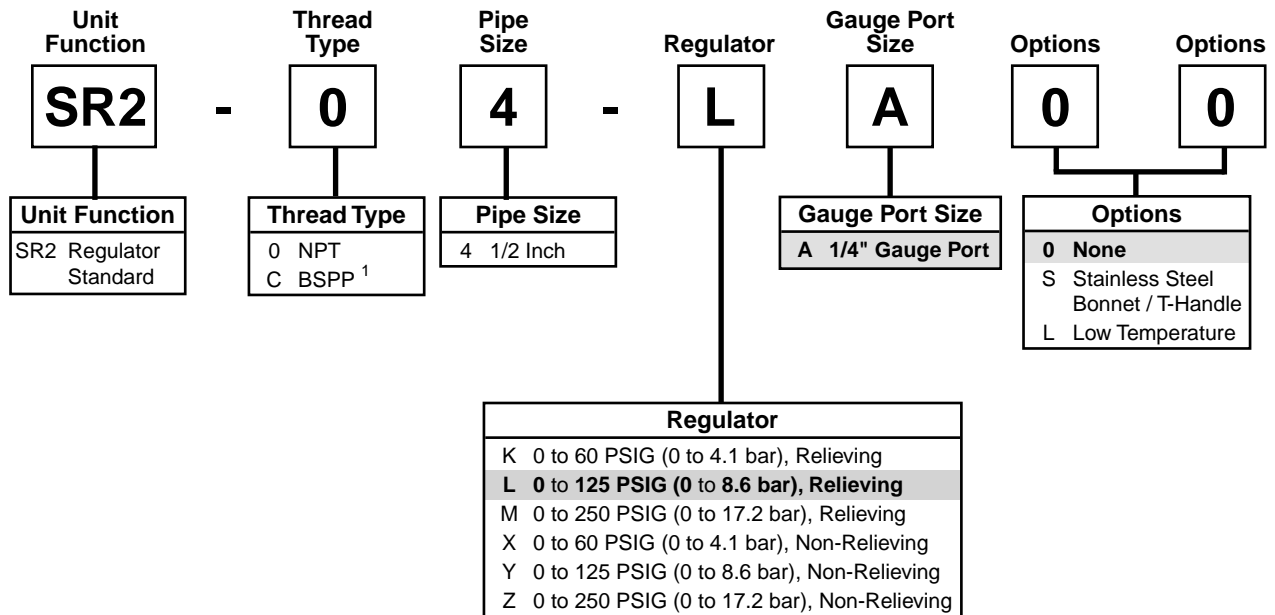 Unit Function
Thread Type
Pipe Size
Regulator
Gauge Port Size
Options
Options
SR2 - 0 4 - L A 0 0
Unit Function
SR2 Regulator
Standard
Thread Type
0 NPT
C BSPP 1
Pipe Size
4 1/2 Inch
Gauge Port Size
A 1/4" Gauge Port
Options
0 None
S Stainless Steel
Bonnet / T-Handle
L Low Temperature
Regulator
K 0 to 60 PSIG (0 to 4.1 bar), Relieving
L 0 to 125 PSIG (0 to 8.6 bar), Relieving
M 0 to 250 PSIG (0 to 17.2 bar), Relieving
X 0 to 60 PSIG (0 to 4.1 bar), Non-Relieving
Y 0 to 125 PSIG (0 to 8.6 bar), Non-Relieving
Z 0 to 250 PSIG (0 to 17.2 bar), Non-Relieving